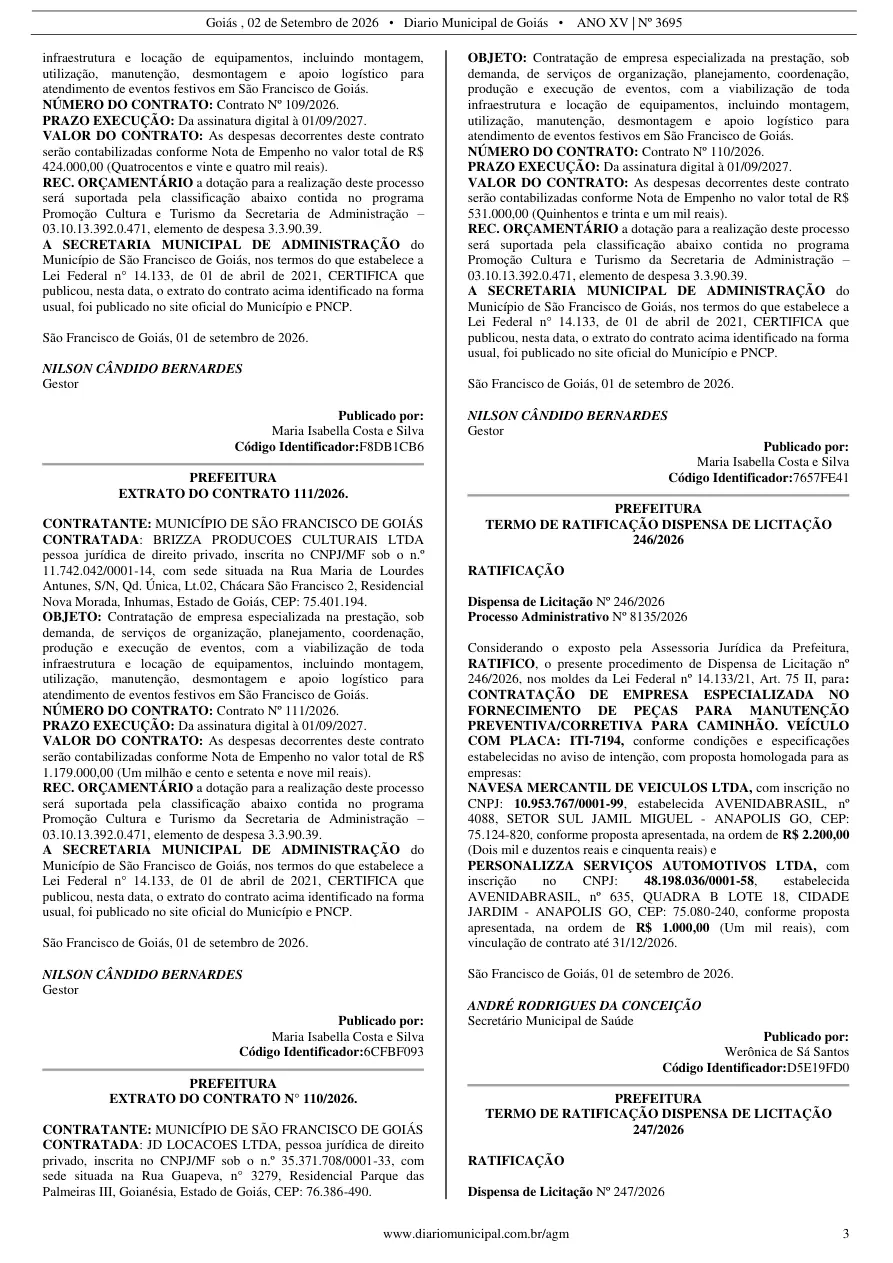 Goiás , 02 de Setembro de 2026 • Diario Municipal de Goiás • ANO XV | Nº 3695
infraestrutura e locação de equipamentos, incluindo montagem,
utilização, manutenção, desmontagem e apoio logístico para
atendimento de eventos festivos em São Francisco de Goiás.
NÚMERO DO CONTRATO: Contrato Nº 109/2026.
PRAZO EXECUÇÃO: Da assinatura digital à 01/09/2027.
VALOR DO CONTRATO: As despesas decorrentes deste contrato
serão contabilizadas conforme Nota de Empenho no valor total de R$
424.000,00 (Quatrocentos e vinte e quatro mil reais).
REC. ORÇAMENTÁRIO a dotação para a realização deste processo
será suportada pela classificação abaixo contida no programa
Promoção Cultura e Turismo da Secretaria de Administração –
03.10.13.392.0.471, elemento de despesa 3.3.90.39.
A SECRETARIA MUNICIPAL DE ADMINISTRAÇÃO do
Município de São Francisco de Goiás, nos termos do que estabelece a
Lei Federal n° 14.133, de 01 de abril de 2021, CERTIFICA que
publicou, nesta data, o extrato do contrato acima identificado na forma
usual, foi publicado no site oficial do Município e PNCP.
São Francisco de Goiás, 01 de setembro de 2026.
NILSON CÂNDIDO BERNARDES
Gestor
Publicado por:
Maria Isabella Costa e Silva
Código Identificador:F8DB1CB6
PREFEITURA
EXTRATO DO CONTRATO 111/2026.
CONTRATANTE: MUNICÍPIO DE SÃO FRANCISCO DE GOIÁS
CONTRATADA: BRIZZA PRODUCOES CULTURAIS LTDA
pessoa jurídica de direito privado, inscrita no CNPJ/MF sob o n.º
11.742.042/0001-14, com sede situada na Rua Maria de Lourdes
Antunes, S/N, Qd. Única, Lt.02, Chácara São Francisco 2, Residencial
Nova Morada, Inhumas, Estado de Goiás, CEP: 75.401.194.
OBJETO: Contratação de empresa especializada na prestação, sob
demanda, de serviços de organização, planejamento, coordenação,
produção e execução de eventos, com a viabilização de toda
infraestrutura e locação de equipamentos, incluindo montagem,
utilização, manutenção, desmontagem e apoio logístico para
atendimento de eventos festivos em São Francisco de Goiás.
NÚMERO DO CONTRATO: Contrato Nº 111/2026.
PRAZO EXECUÇÃO: Da assinatura digital à 01/09/2027.
VALOR DO CONTRATO: As despesas decorrentes deste contrato
serão contabilizadas conforme Nota de Empenho no valor total de R$
1.179.000,00 (Um milhão e cento e setenta e nove mil reais).
REC. ORÇAMENTÁRIO a dotação para a realização deste processo
será suportada pela classificação abaixo contida no programa
Promoção Cultura e Turismo da Secretaria de Administração –
03.10.13.392.0.471, elemento de despesa 3.3.90.39.
A SECRETARIA MUNICIPAL DE ADMINISTRAÇÃO do
Município de São Francisco de Goiás, nos termos do que estabelece a
Lei Federal n° 14.133, de 01 de abril de 2021, CERTIFICA que
publicou, nesta data, o extrato do contrato acima identificado na forma
usual, foi publicado no site oficial do Município e PNCP.
São Francisco de Goiás, 01 de setembro de 2026.
NILSON CÂNDIDO BERNARDES
Gestor
Publicado por:
Maria Isabella Costa e Silva
Código Identificador:6CFBF093
PREFEITURA
EXTRATO DO CONTRATO N° 110/2026.
CONTRATANTE: MUNICÍPIO DE SÃO FRANCISCO DE GOIÁS
CONTRATADA: JD LOCACOES LTDA, pessoa jurídica de direito
privado, inscrita no CNPJ/MF sob o n.º 35.371.708/0001-33, com
sede situada na Rua Guapeva, n° 3279, Residencial Parque das
Palmeiras III, Goianésia, Estado de Goiás, CEP: 76.386-490.
OBJETO: Contratação de empresa especializada na prestação, sob
demanda, de serviços de organização, planejamento, coordenação,
produção e execução de eventos, com a viabilização de toda
infraestrutura e locação de equipamentos, incluindo montagem,
utilização, manutenção, desmontagem e apoio logístico para
atendimento de eventos festivos em São Francisco de Goiás.
NÚMERO DO CONTRATO: Contrato Nº 110/2026.
PRAZO EXECUÇÃO: Da assinatura digital à 01/09/2027.
VALOR DO CONTRATO: As despesas decorrentes deste contrato
serão contabilizadas conforme Nota de Empenho no valor total de R$
531.000,00 (Quinhentos e trinta e um mil reais).
REC. ORÇAMENTÁRIO a dotação para a realização deste processo
será suportada pela classificação abaixo contida no programa
Promoção Cultura e Turismo da Secretaria de Administração –
03.10.13.392.0.471, elemento de despesa 3.3.90.39.
A SECRETARIA MUNICIPAL DE ADMINISTRAÇÃO do
Município de São Francisco de Goiás, nos termos do que estabelece a
Lei Federal n° 14.133, de 01 de abril de 2021, CERTIFICA que
publicou, nesta data, o extrato do contrato acima identificado na forma
usual, foi publicado no site oficial do Município e PNCP.
São Francisco de Goiás, 01 de setembro de 2026.
NILSON CÂNDIDO BERNARDES
Gestor
Publicado por:
Maria Isabella Costa e Silva
Código Identificador:7657FE41
PREFEITURA
TERMO DE RATIFICAÇÃO DISPENSA DE LICITAÇÃO
246/2026
RATIFICAÇÃO
Dispensa de Licitação Nº 246/2026
Processo Administrativo Nº 8135/2026
Considerando o exposto pela Assessoria Jurídica da Prefeitura,
RATIFICO, o presente procedimento de Dispensa de Licitação nº
246/2026, nos moldes da Lei Federal nº 14.133/21, Art. 75 II, para:
CONTRATAÇÃO DE EMPRESA ESPECIALIZADA NO
FORNECIMENTO DE PEÇAS PARA MANUTENÇÃO
PREVENTIVA/CORRETIVA PARA CAMINHÃO. VEÍCULO
COM PLACA: ITI-7194, conforme condições e especificações
estabelecidas no aviso de intenção, com proposta homologada para as
empresas:
NAVESA MERCANTIL DE VEICULOS LTDA, com inscrição no
CNPJ: 10.953.767/0001-99, estabelecida AVENIDABRASIL, nº
4088, SETOR SUL JAMIL MIGUEL - ANAPOLIS GO, CEP:
75.124-820, conforme proposta apresentada, na ordem de R$ 2.200,00
(Dois mil e duzentos reais e cinquenta reais) e
PERSONALIZZA SERVIÇOS AUTOMOTIVOS LTDA, com
inscrição no CNPJ: 48.198.036/0001-58, estabelecida
AVENIDABRASIL, nº 635, QUADRA B LOTE 18, CIDADE
JARDIM - ANAPOLIS GO, CEP: 75.080-240, conforme proposta
apresentada, na ordem de R$ 1.000,00 (Um mil reais), com
vinculação de contrato até 31/12/2026.
São Francisco de Goiás, 01 de setembro de 2026.
ANDRÉ RODRIGUES DA CONCEIÇÃO
Secretário Municipal de Saúde
Publicado por:
Werônica de Sá Santos
Código Identificador:D5E19FD0
PREFEITURA
TERMO DE RATIFICAÇÃO DISPENSA DE LICITAÇÃO
247/2026
RATIFICAÇÃO
Dispensa de Licitação Nº 247/2026
www.diariomunicipal.com.br/agm 3